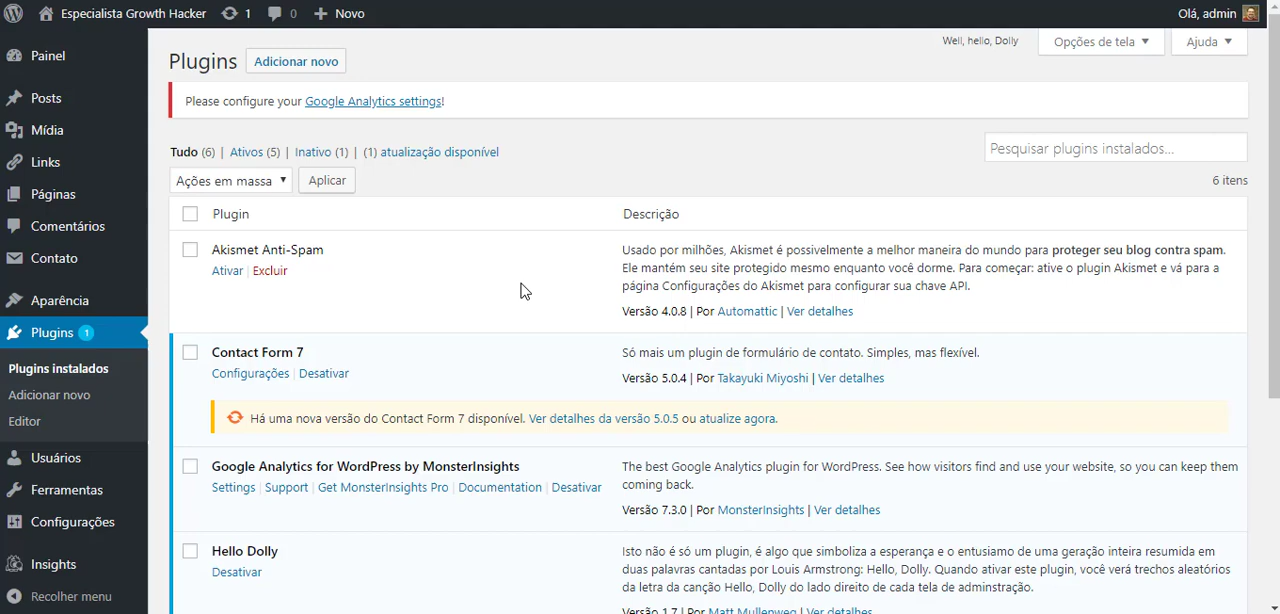 Especialista Growth Hacker 1 0 Novo Olá, admin
Painel
Posts
Mídia
Links
Páginas
Comentários
Contato
Aparência
Plugins 1
Plugins instalados
Adicionar novo
Editor
Usuários
Ferramentas
Configurações
Insights
Recolher menu
Well, hello, Dolly
Opções de tela
Ajuda
Plugins
Adicionar novo
Please configure your Google Analytics settings!
Tudo (6) | Ativos (5) | Inativo (1) | (1) atualização disponível
Pesquisar plugins instalados...
Ações em massa
Aplicar
6 itens
Plugin Descrição
Akismet Anti-Spam
Ativar | Excluir
Usado por milhões, Akismet é possivelmente a melhor maneira do mundo para proteger seu blog contra spam.
Ele mantém seu site protegido mesmo enquanto você dorme. Para começar: ative o plugin Akismet e vá para a
página Configurações do Akismet para configurar sua chave API.
Versão 4.0.8 | Por Automattic | Ver detalhes
Contact Form 7
Configurações | Desativar
Só mais um plugin de formulário de contato. Simples, mas flexível.
Versão 5.0.4 | Por Takayuki Miyoshi | Ver detalhes
Há uma nova versão do Contact Form 7 disponível. Ver detalhes da versão 5.0.5 ou atualize agora.
Google Analytics for WordPress by MonsterInsights
Settings | Support | Get MonsterInsights Pro | Documentation | Desativar
The best Google Analytics plugin for WordPress. See how visitors find and use your website, so you can keep them
coming back.
Versão 7.3.0 | Por MonsterInsights | Ver detalhes
Hello Dolly
Desativar
Isto não é só um plugin, é algo que simboliza a esperança e o entusiamo de uma geração inteira resumida em
duas palavras cantadas por Louis Armstrong: Hello, Dolly. Quando ativar este plugin, você verá trechos aleatórios
da letra da canção Hello, Dolly do lado direito de cada tela de adminstração.
Versão 1.7 | Por Matt Mullenweg | Ver detalhes